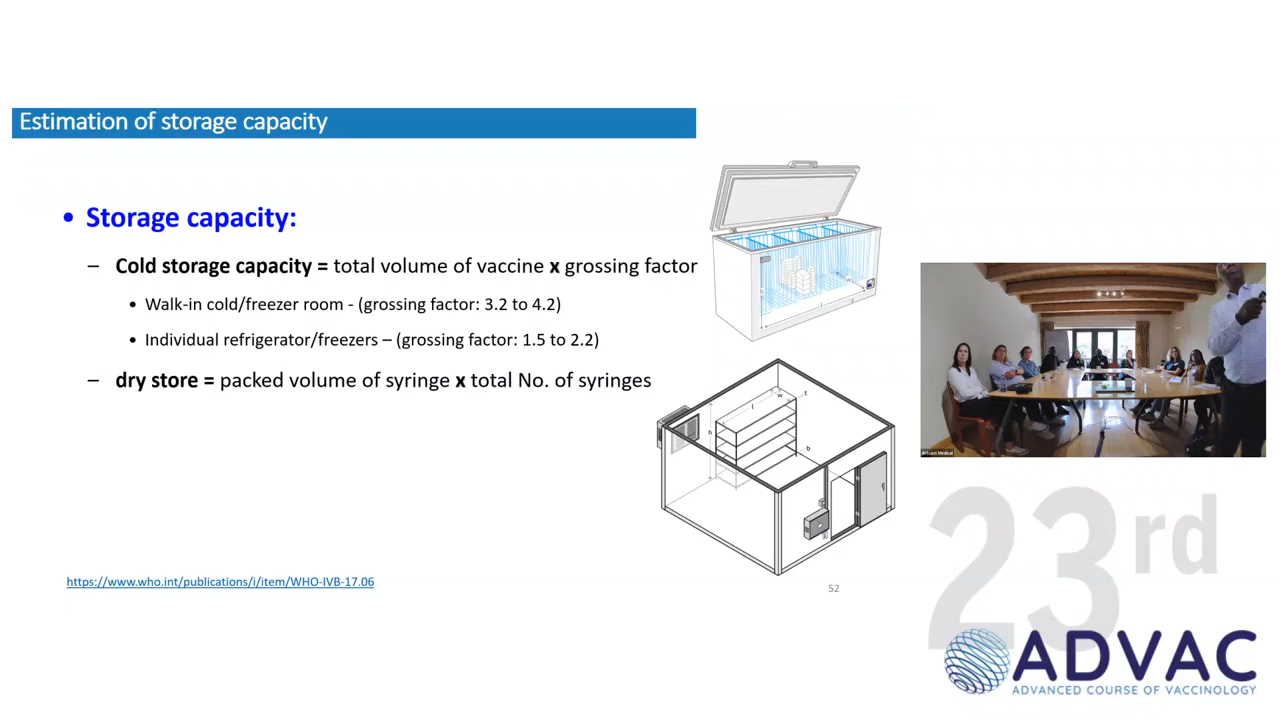 Estimation of storage capacity
• Storage capacity:
– Cold storage capacity = total volume of vaccine x grossing factor
• Walk-in cold/freezer room - (grossing factor: 3.2 to 4.2)
• Individual refrigerator/freezers – (grossing factor: 1.5 to 2.2)
– dry store = packed volume of syringe x total No. of syringes
l
w
t
h
b
https://www.who.int/publications/i/item/WHO-IVB-17.06
52
Artcast Medical
23rd
ADVAC
ADVANCED COURSE OF VACCINOLOGY